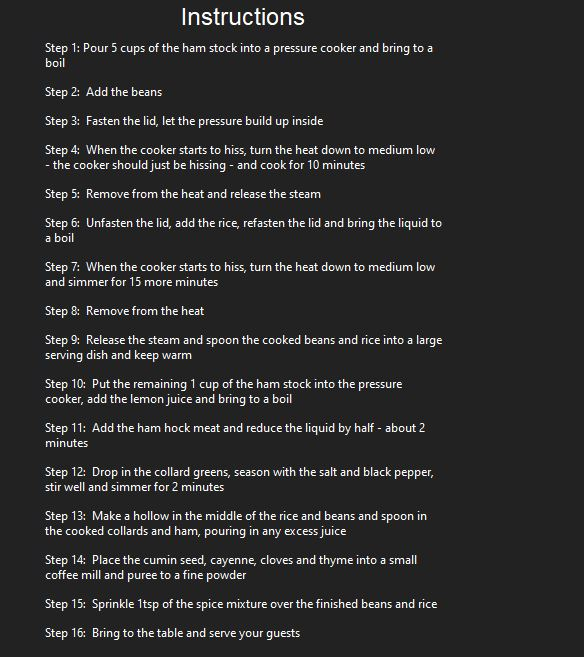 Instructions
Step 1: Pour 5 cups of the ham stock into a pressure cooker and bring to a
boil
Step 2:  Add the beans
Step 3:  Fasten the lid, let the pressure build up inside
Step 4:  When the cooker starts to hiss, turn the heat down to medium low
- the cooker should just be hissing - and cook for 10 minutes
Step 5:  Remove from the heat and release the steam
Step 6:  Unfasten the lid, add the rice, refasten the lid and bring the liquid to
a boil
Step 7:  When the cooker starts to hiss, turn the heat down to medium low
and simmer for 15 more minutes
Step 8:  Remove from the heat
Step 9:  Release the steam and spoon the cooked beans and rice into a large
serving dish and keep warm
Step 10:  Put the remaining 1 cup of the ham stock into the pressure
cooker, add the lemon juice and bring to a boil
Step 11:  Add the ham hock meat and reduce the liquid by half - about 2
minutes
Step 12:  Drop in the collard greens, season with the salt and black pepper,
stir well and simmer for 2 minutes
Step 13:  Make a hollow in the middle of the rice and beans and spoon in
the cooked collards and ham, pouring in any excess juice
Step 14:  Place the cumin seed, cayenne, cloves and thyme into a small
coffee mill and puree to a fine powder
Step 15:  Sprinkle 1tsp of the spice mixture over the finished beans and rice
Step 16:  Bring to the table and serve your guests